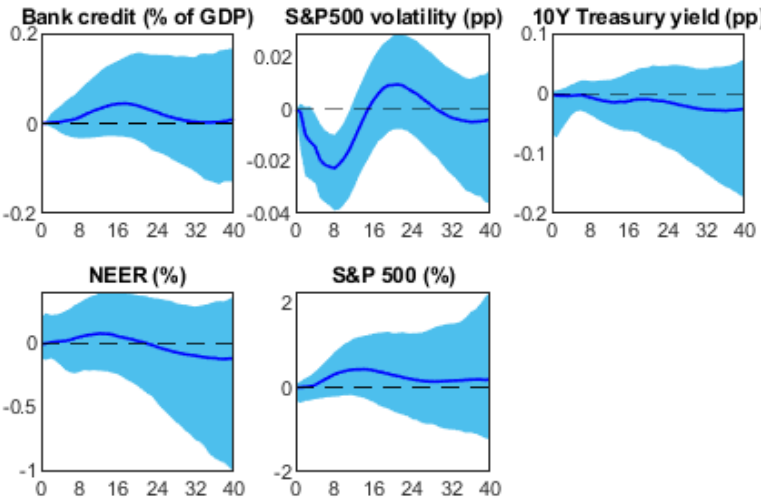 Bank credit (% of GDP)
0.2
0
-0.2
0 8 16 24 32 40
S&P500 volatility (pp)
0.02
0
-0.02
-0.04
0 8 16 24 32 40
10Y Treasury yield (pp)
0.1
0
-0.1
-0.2
0 8 16 24 32 40
NEER (%)
0
-0.5
-1
0 8 16 24 32 40
S&P 500 (%)
2
0
-2
0 8 16 24 32 40